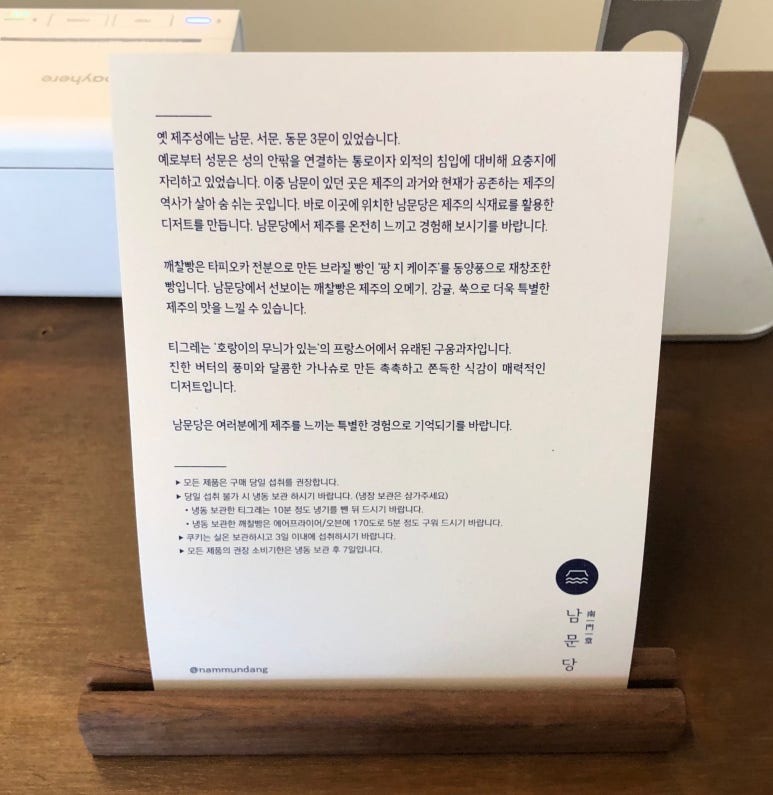 payhere
옛 제주성에는 남문, 서문, 동문 3문이 있었습니다.
예로부터 성문은 성의 안팎을 연결하는 통로이자 외적의 침입에 대비해 요충지에
자리하고 있었습니다. 이중 남문이 있던 곳은 제주의 과거와 현재가 공존하는 제주의
역사가 살아 숨 쉬는 곳입니다. 바로 이곳에 위치한 남문당은 제주의 식재료를 활용한
디저트를 만듭니다. 남문당에서 제주를 온전히 느끼고 경험해 보시기를 바랍니다.
깨찰빵은 타피오카 전분으로 만든 브라질 빵인 '팡 지 케이주'를 동양풍으로 재창조한
빵입니다. 남문당에서 선보이는 깨찰빵은 제주의 오메기, 감귤, 쑥으로 더욱 특별한
제주의 맛을 느낄 수 있습니다.
티그레는 '호랑이의 무늬가 있는'의 프랑스어에서 유래된 구움과자입니다.
진한 버터의 풍미와 달콤한 가나슈로 만든 촉촉하고 쫀득한 식감이 매력적인
디저트입니다.
남문당은 여러분에게 제주를 느끼는 특별한 경험으로 기억되기를 바랍니다.
▶ 모든 제품은 구매 당일 섭취를 권장합니다.
▶ 당일 섭취 불가 시 냉동 보관 하시기 바랍니다. (냉장 보관은 삼가주세요)
• 냉동 보관한 티그레는 10분 정도 냉기를 뺀 뒤 드시기 바랍니다.
• 냉동 보관한 깨찰빵은 에어프라이어/오븐에 170도로 5분 정도 구워 드시기 바랍니다.
▶ 쿠키는 실온 보관하시고 3일 이내에 섭취하시기 바랍니다.
▶ 모든 제품의 권장 소비기한은 냉동 보관 후 7일입니다.
남문당
@nammundang